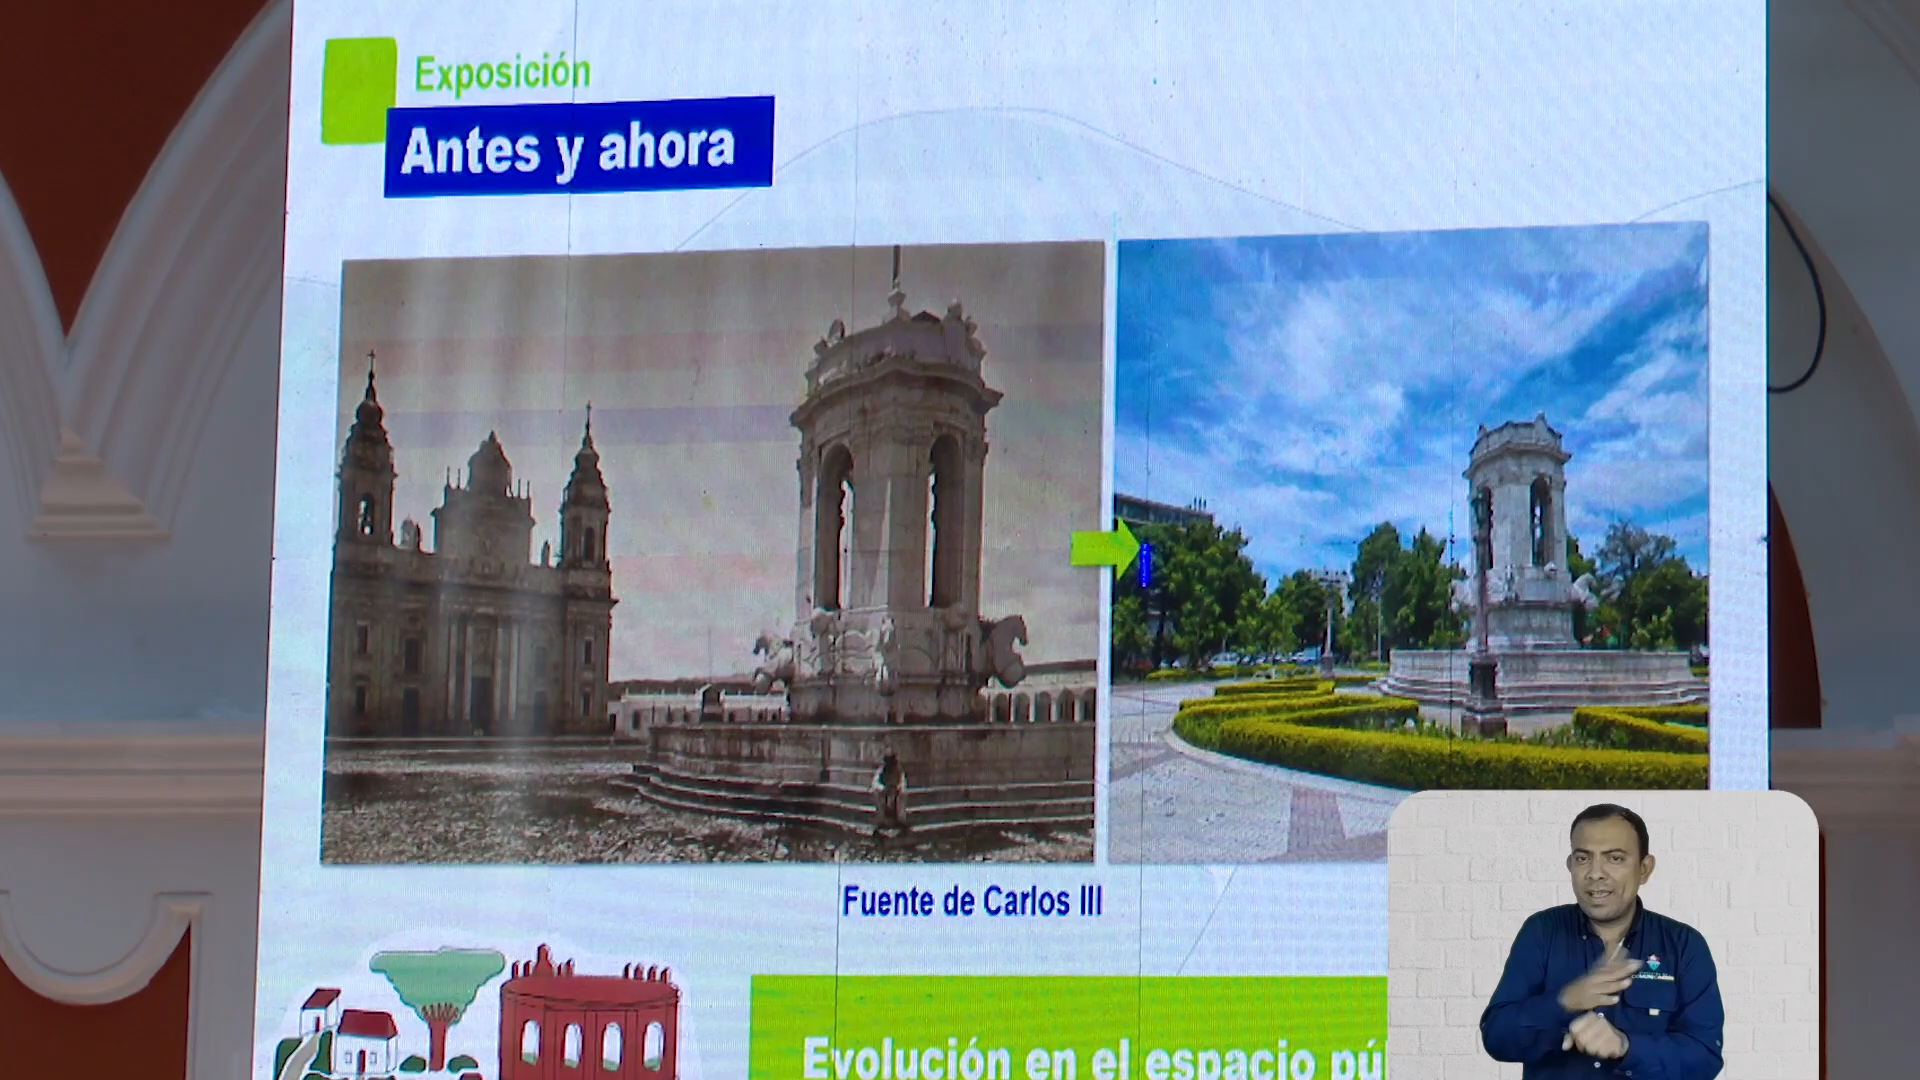 Exposición
Antes y ahora
Fuente de Carlos III
Evolución en el espacio pú